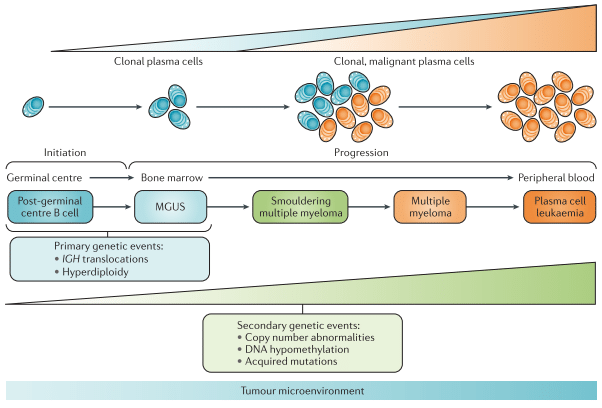 Clonal plasma cells
Clonal, malignant plasma cells
Initiation
Progression
Germinal centre
Bone marrow
Peripheral blood
Post-germinal
centre B cell
MGUS
Smouldering
multiple myeloma
Multiple
myeloma
Plasma cell
leukaemia
Primary genetic events:
• IGH translocations
• Hyperdiploidy
Secondary genetic events:
• Copy number abnormalities
• DNA hypomethylation
• Acquired mutations
Tumour microenvironment